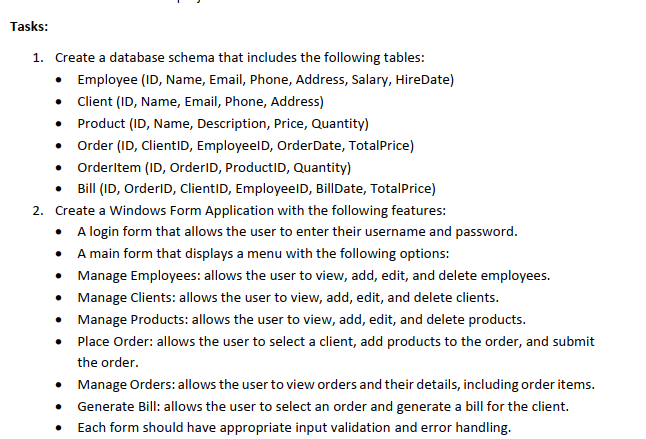 Tasks:
1. Create a database schema that includes the following tables:
• Employee (ID, Name, Email, Phone, Address, Salary, HireDate)
• Client (ID, Name, Email, Phone, Address)
• Product (ID, Name, Description, Price, Quantity)
• Order (ID, ClientID, EmployeeID, OrderDate, TotalPrice)
• OrderItem (ID, OrderID, ProductID, Quantity)
• Bill (ID, OrderID, ClientID, EmployeeID, BillDate, TotalPrice)
2. Create a Windows Form Application with the following features:
• A login form that allows the user to enter their username and password.
• A main form that displays a menu with the following options:
• Manage Employees: allows the user to view, add, edit, and delete employees.
• Manage Clients: allows the user to view, add, edit, and delete clients.
• Manage Products: allows the user to view, add, edit, and delete products.
• Place Order: allows the user to select a client, add products to the order, and submit
the order.
• Manage Orders: allows the user to view orders and their details, including order items.
• Generate Bill: allows the user to select an order and generate a bill for the client.
• Each form should have appropriate input validation and error handling.